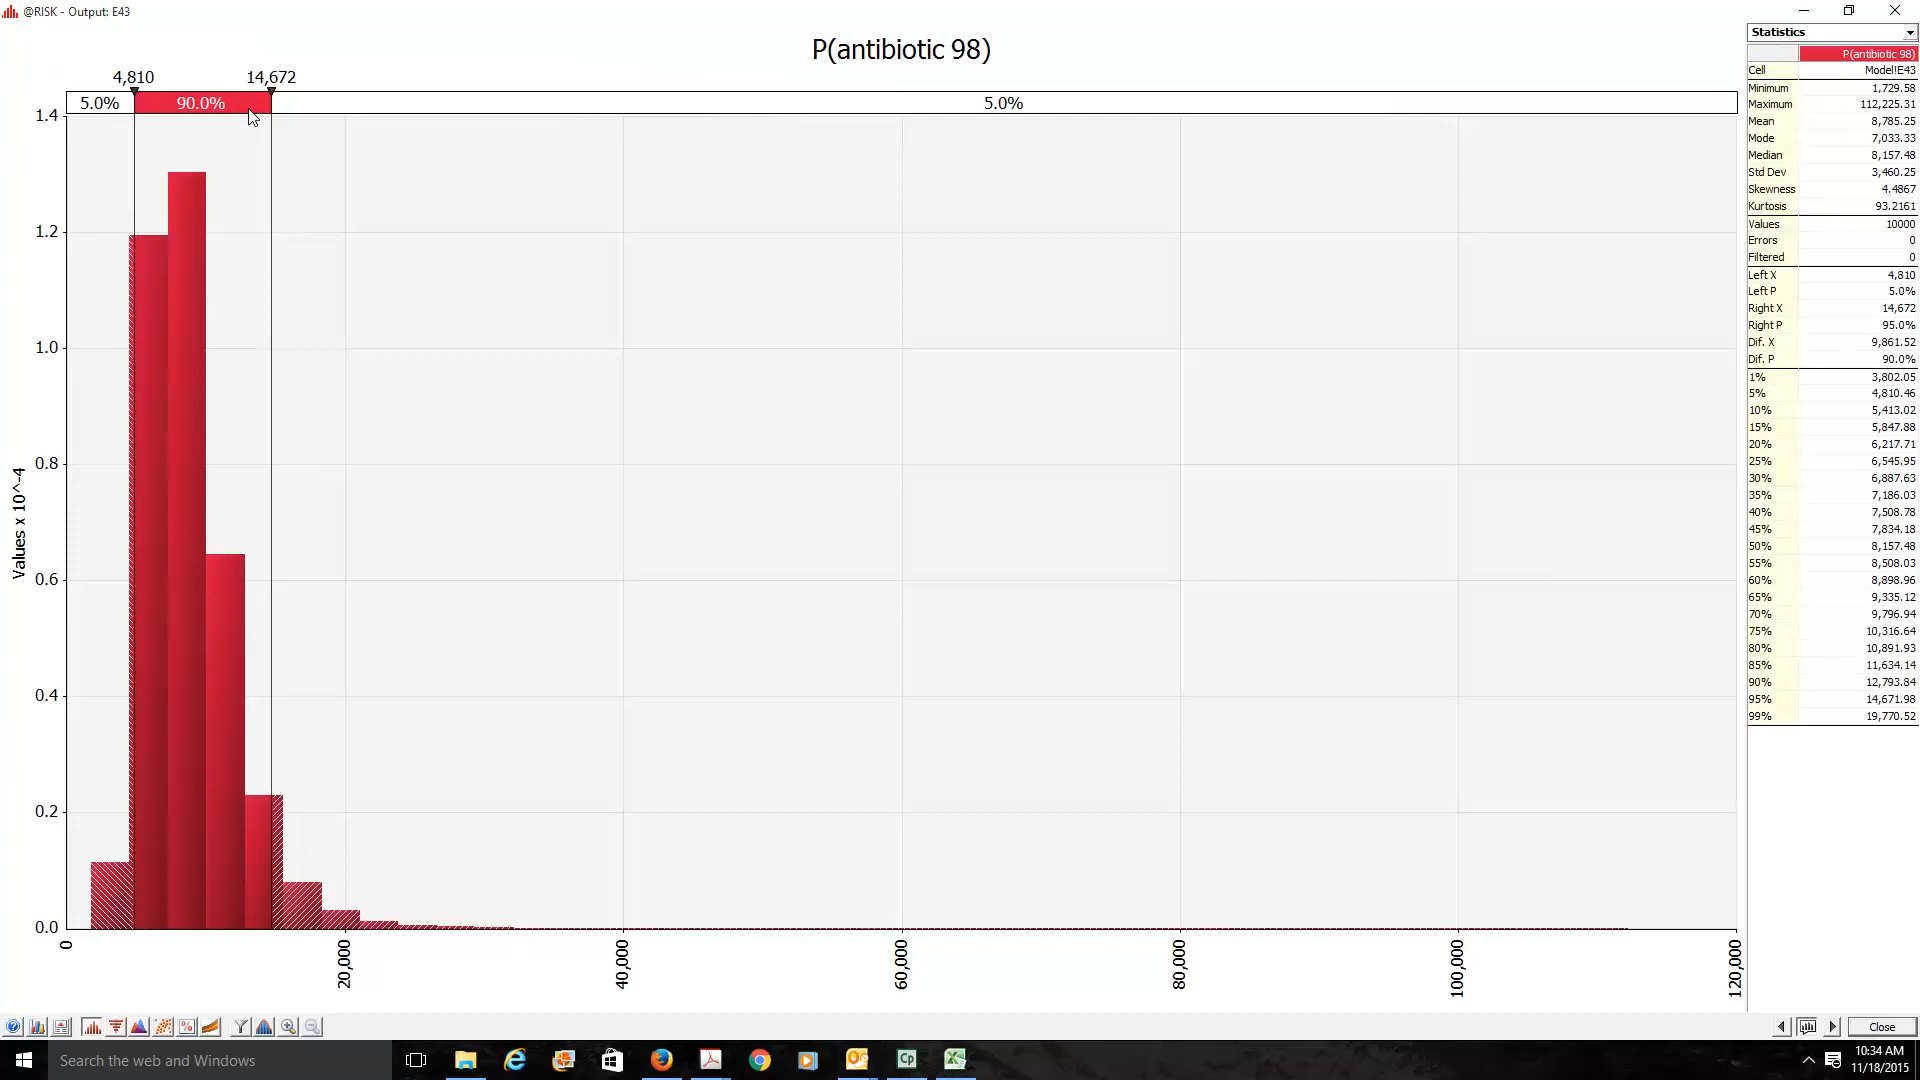 @RISK - Output: E43
P(antibiotic 98)
4,810 14,672
5.0% 90.0% 5.0%
1.4
1.2
1.0
0.8
0.6
0.4
0.2
0.0
Values x 10^-4
0 20,000 40,000 60,000 80,000 100,000 120,000
Statistics
P(antibiotic 98)
Cell Model!E43
Minimum 1,729.58
Maximum 112,225.31
Mean 8,785.25
Mode 7,033.33
Median 8,157.48
Std Dev 3,460.25
Skewness 4.4867
Kurtosis 93.2161
Values 10000
Errors 0
Filtered 0
Left X 4,810
Left P 5.0%
Right X 14,672
Right P 95.0%
Dif. X 9,861.52
Dif. P 90.0%
1% 3,802.05
5% 4,810.46
10% 5,413.02
15% 5,847.88
20% 6,217.71
25% 6,545.95
30% 6,887.63
35% 7,186.03
40% 7,508.78
45% 7,834.18
50% 8,157.48
55% 8,508.03
60% 8,898.96
65% 9,335.12
70% 9,796.94
75% 10,316.64
80% 10,891.93
85% 11,634.14
90% 12,793.84
95% 14,671.98
99% 19,770.52
Close
Search the web and Windows
Cp
10:34 AM
11/18/2015